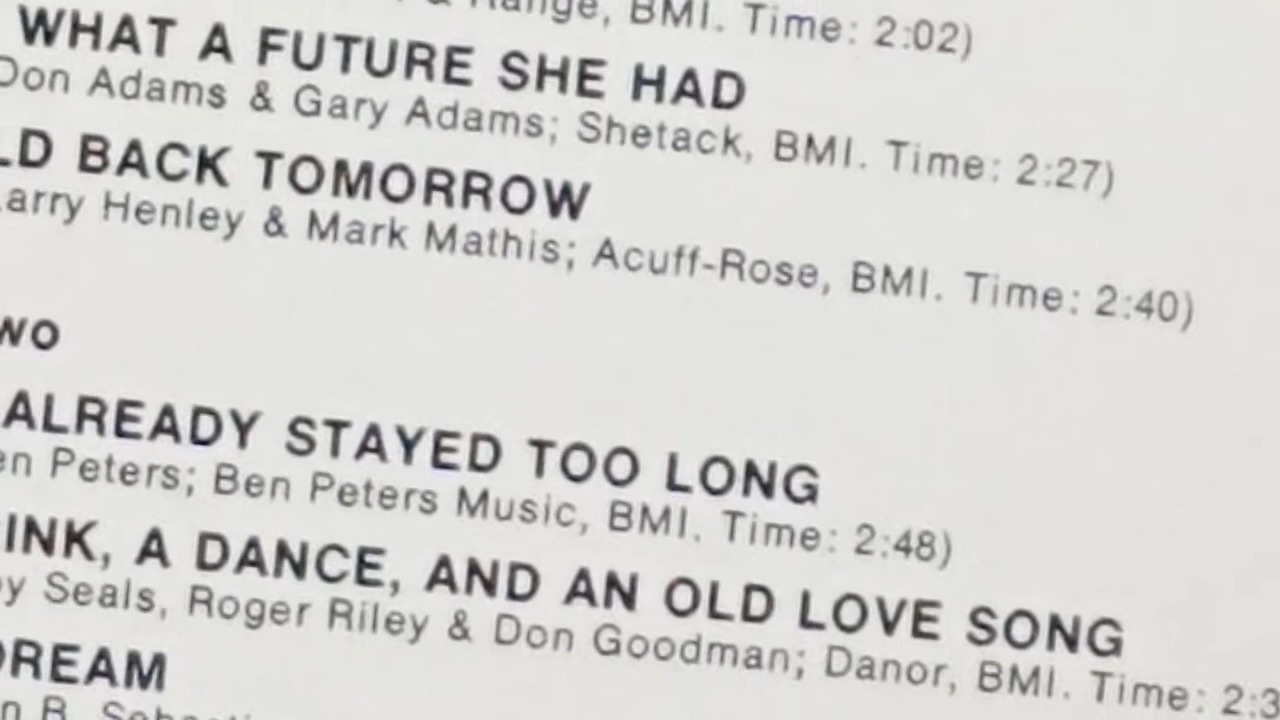 Range, BMI. Time: 2:02)
WHAT A FUTURE SHE HAD
Don Adams & Gary Adams; Shetack, BMI. Time: 2:27)
LD BACK TOMORROW
Larry Henley & Mark Mathis; Acuff-Rose, BMI. Time: 2:40)
WO
ALREADY STAYED TOO LONG
en Peters; Ben Peters Music, BMI. Time: 2:48)
INK, A DANCE, AND AN OLD LOVE SONG
y Seals, Roger Riley & Don Goodman; Danor, BMI. Time: 2:3
DREAM
n B.